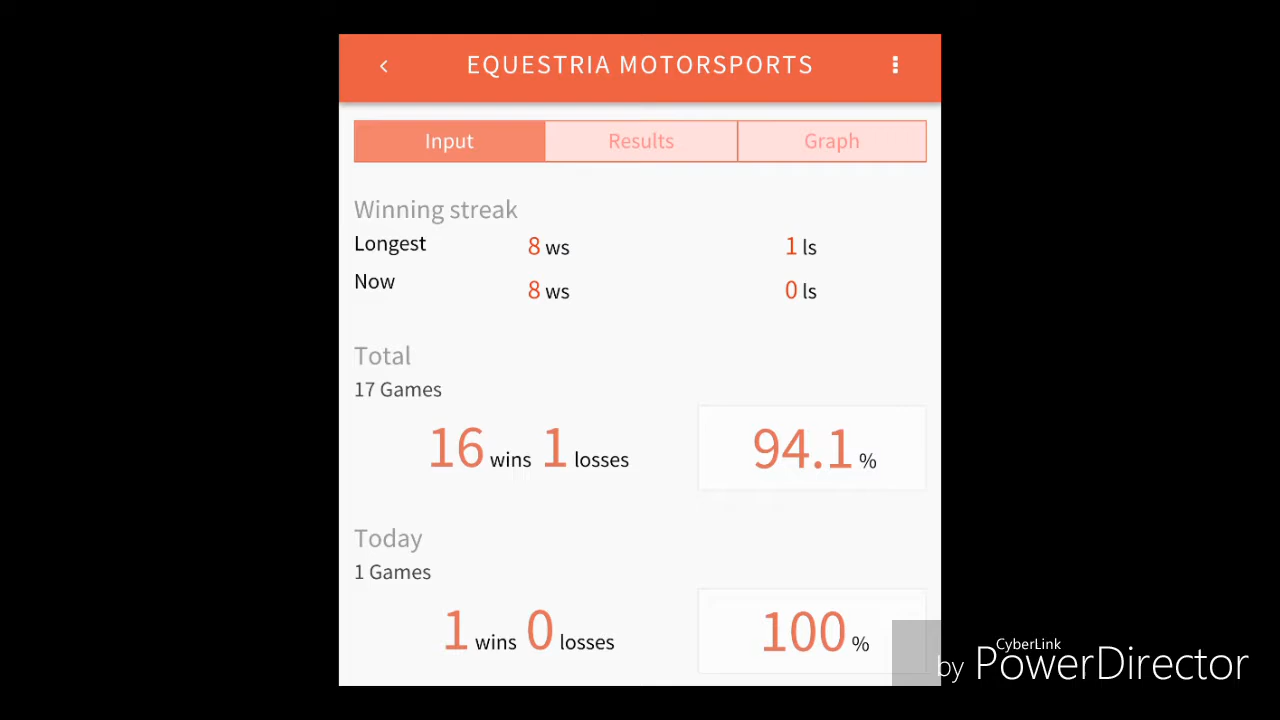 EQUESTRIA MOTORSPORTS
Input Results Graph
Winning streak
Longest 8 ws 1 ls
Now 8 ws 0 ls
Total
17 Games
16 wins 1 losses 94.1 %
Today
1 Games
1 wins 0 losses 100 %
CyberLink
by PowerDirector